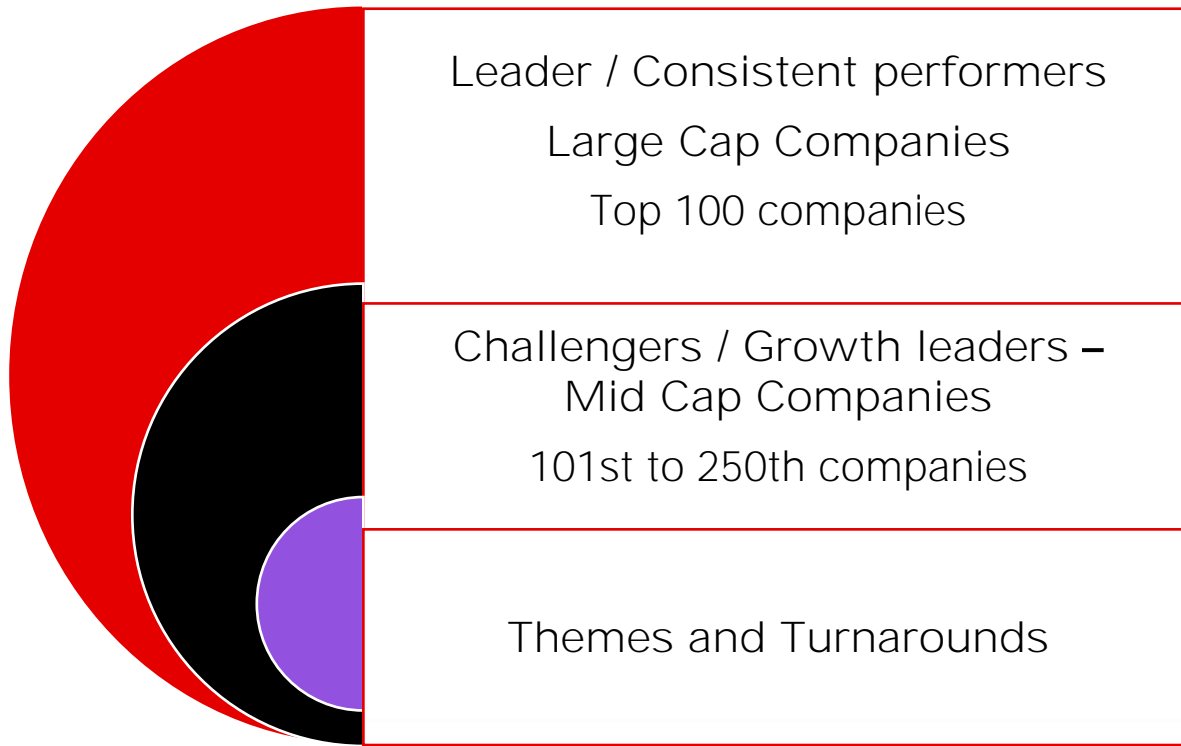 Leader / Consistent performers
Large Cap Companies
Top 100 companies
Challengers / Growth leaders –
Mid Cap Companies
101st to 250th companies
Themes and Turnarounds